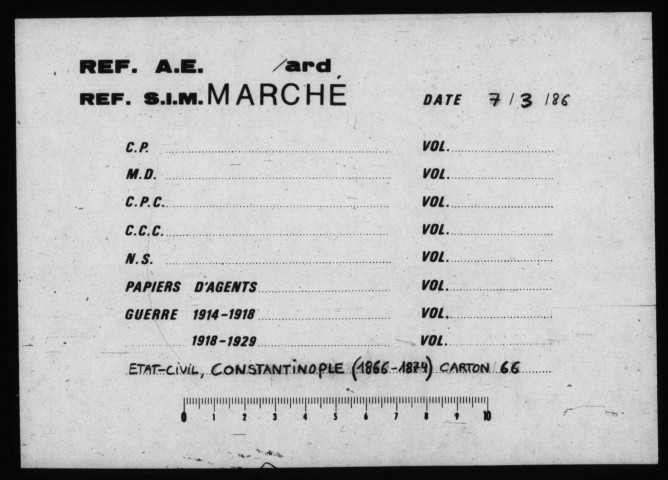 REF. A.E. /ard
REF. S.I.M. MARCHÉ DATE 7/3/86
C.P. VOL.
M.D. VOL.
C.P.C. VOL.
C.C.C. VOL.
N.S. VOL.
PAPIERS D'AGENTS VOL.
GUERRE 1914-1918 VOL.
1918-1929 VOL.
ETAT-CIVIL, CONSTANTINOPLE (1866-1874) CARTON 66
0 1 2 3 4 5 6 7 8 9 10